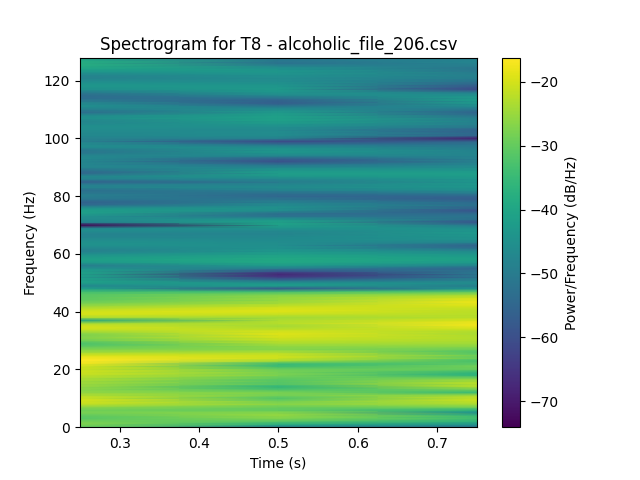 Spectrogram for T8 - alcoholic_file_206.csv
120
100
80
60
40
20
0
Frequency (Hz)
0.3 0.4 0.5 0.6 0.7
Time (s)
−20
−30
−40
−50
−60
−70
Power/Frequency (dB/Hz)